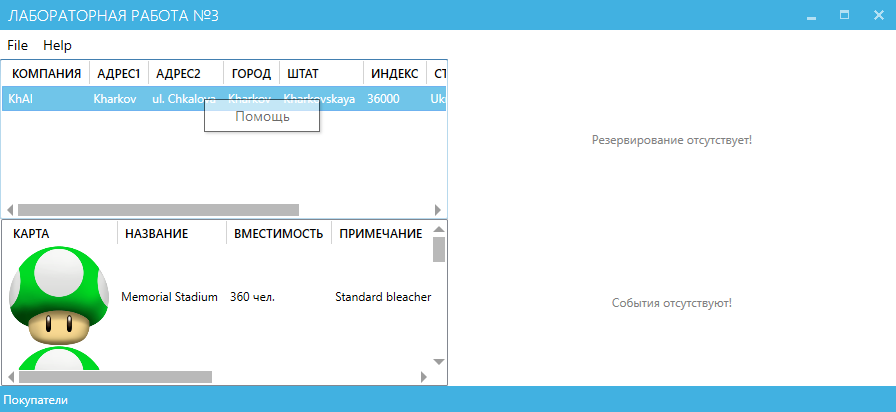 ЛАБОРАТОРНАЯ РАБОТА №3
File Help
КОМПАНИЯ АДРЕС1 АДРЕС2 ГОРОД ШТАТ ИНДЕКС СТ
KhAI Kharkov ul. Chkalova Kharkov Kharkovskaya 36000 Uk
Помощь
Резервирование отсутствует!
КАРТА НАЗВАНИЕ ВМЕСТИМОСТЬ ПРИМЕЧАНИЕ
Memorial Stadium 360 чел. Standard bleacher
События отсутствуют!
Покупатели